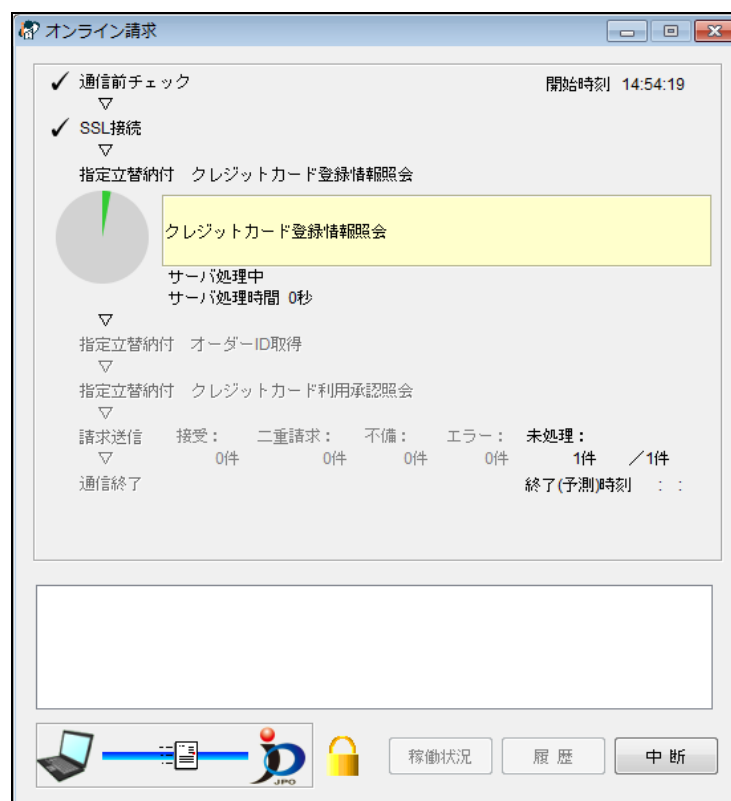 オンライン請求
通信前チェック 開始時刻 14:54:19
▽
SSL接続
▽
指定立替納付 クレジットカード登録情報照会
クレジットカード登録情報照会
サーバ処理中
サーバ処理時間 0秒
▽
指定立替納付 オーダーID取得
▽
指定立替納付 クレジットカード利用承認照会
▽
請求送信 接受： 二重請求： 不備： エラー： 未処理：
▽ 0件 0件 0件 0件 1件 ／1件
通信終了 終了(予測)時刻 : :
JPO
稼働状況 履歴 中断